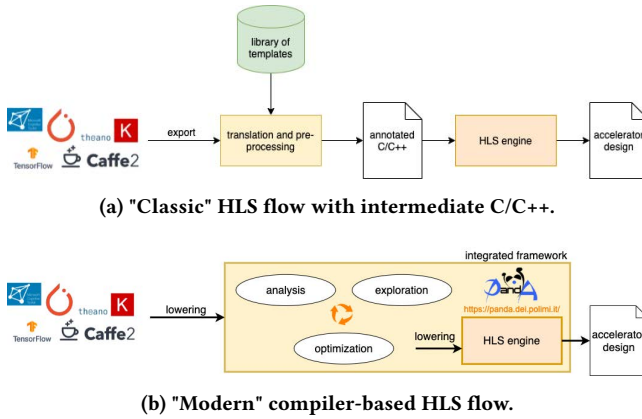 library of
templates
theano
K
TensorFlow
Caffe2
export
translation and pre-
processing
annotated
C/C++
HLS engine
accelerator
design
(a) "Classic" HLS flow with intermediate C/C++.
integrated framework
analysis
exploration
PandA
https://panda.dei.polimi.it/
theano
K
TensorFlow
Caffe2
lowering
optimization
lowering
HLS engine
accelerator
design
(b) "Modern" compiler-based HLS flow.